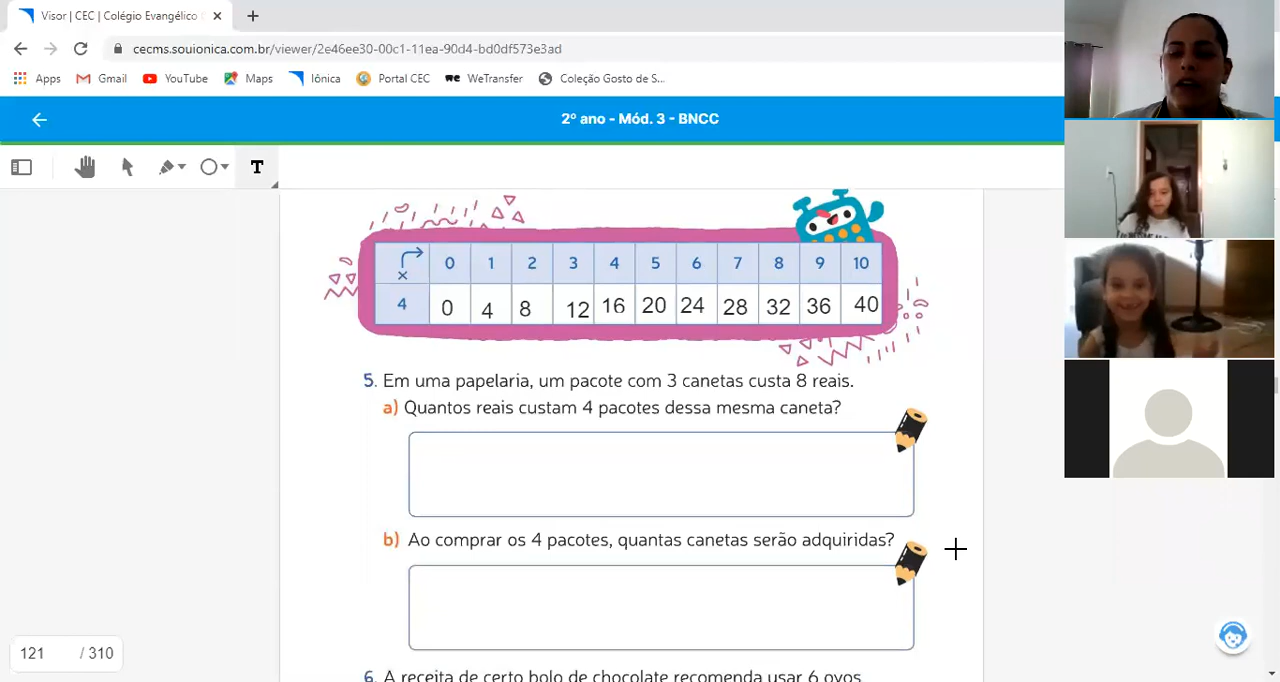 Visor | CEC | Colégio Evangélico
cecms.souionica.com.br/viewer/2e46ee30-00c1-11ea-90d4-bd0df573e3ad
Apps Gmail YouTube Maps Iônica Portal CEC WeTransfer Coleção Gosto de S...
2º ano - Mód. 3 - BNCC
T
× 0 1 2 3 4 5 6 7 8 9 10
4 0 4 8 12 16 20 24 28 32 36 40
5. Em uma papelaria, um pacote com 3 canetas custa 8 reais.
a) Quantos reais custam 4 pacotes dessa mesma caneta?
b) Ao comprar os 4 pacotes, quantas canetas serão adquiridas?
121 / 310
6. A receita de certo bolo de chocolate recomenda usar 6 ovos